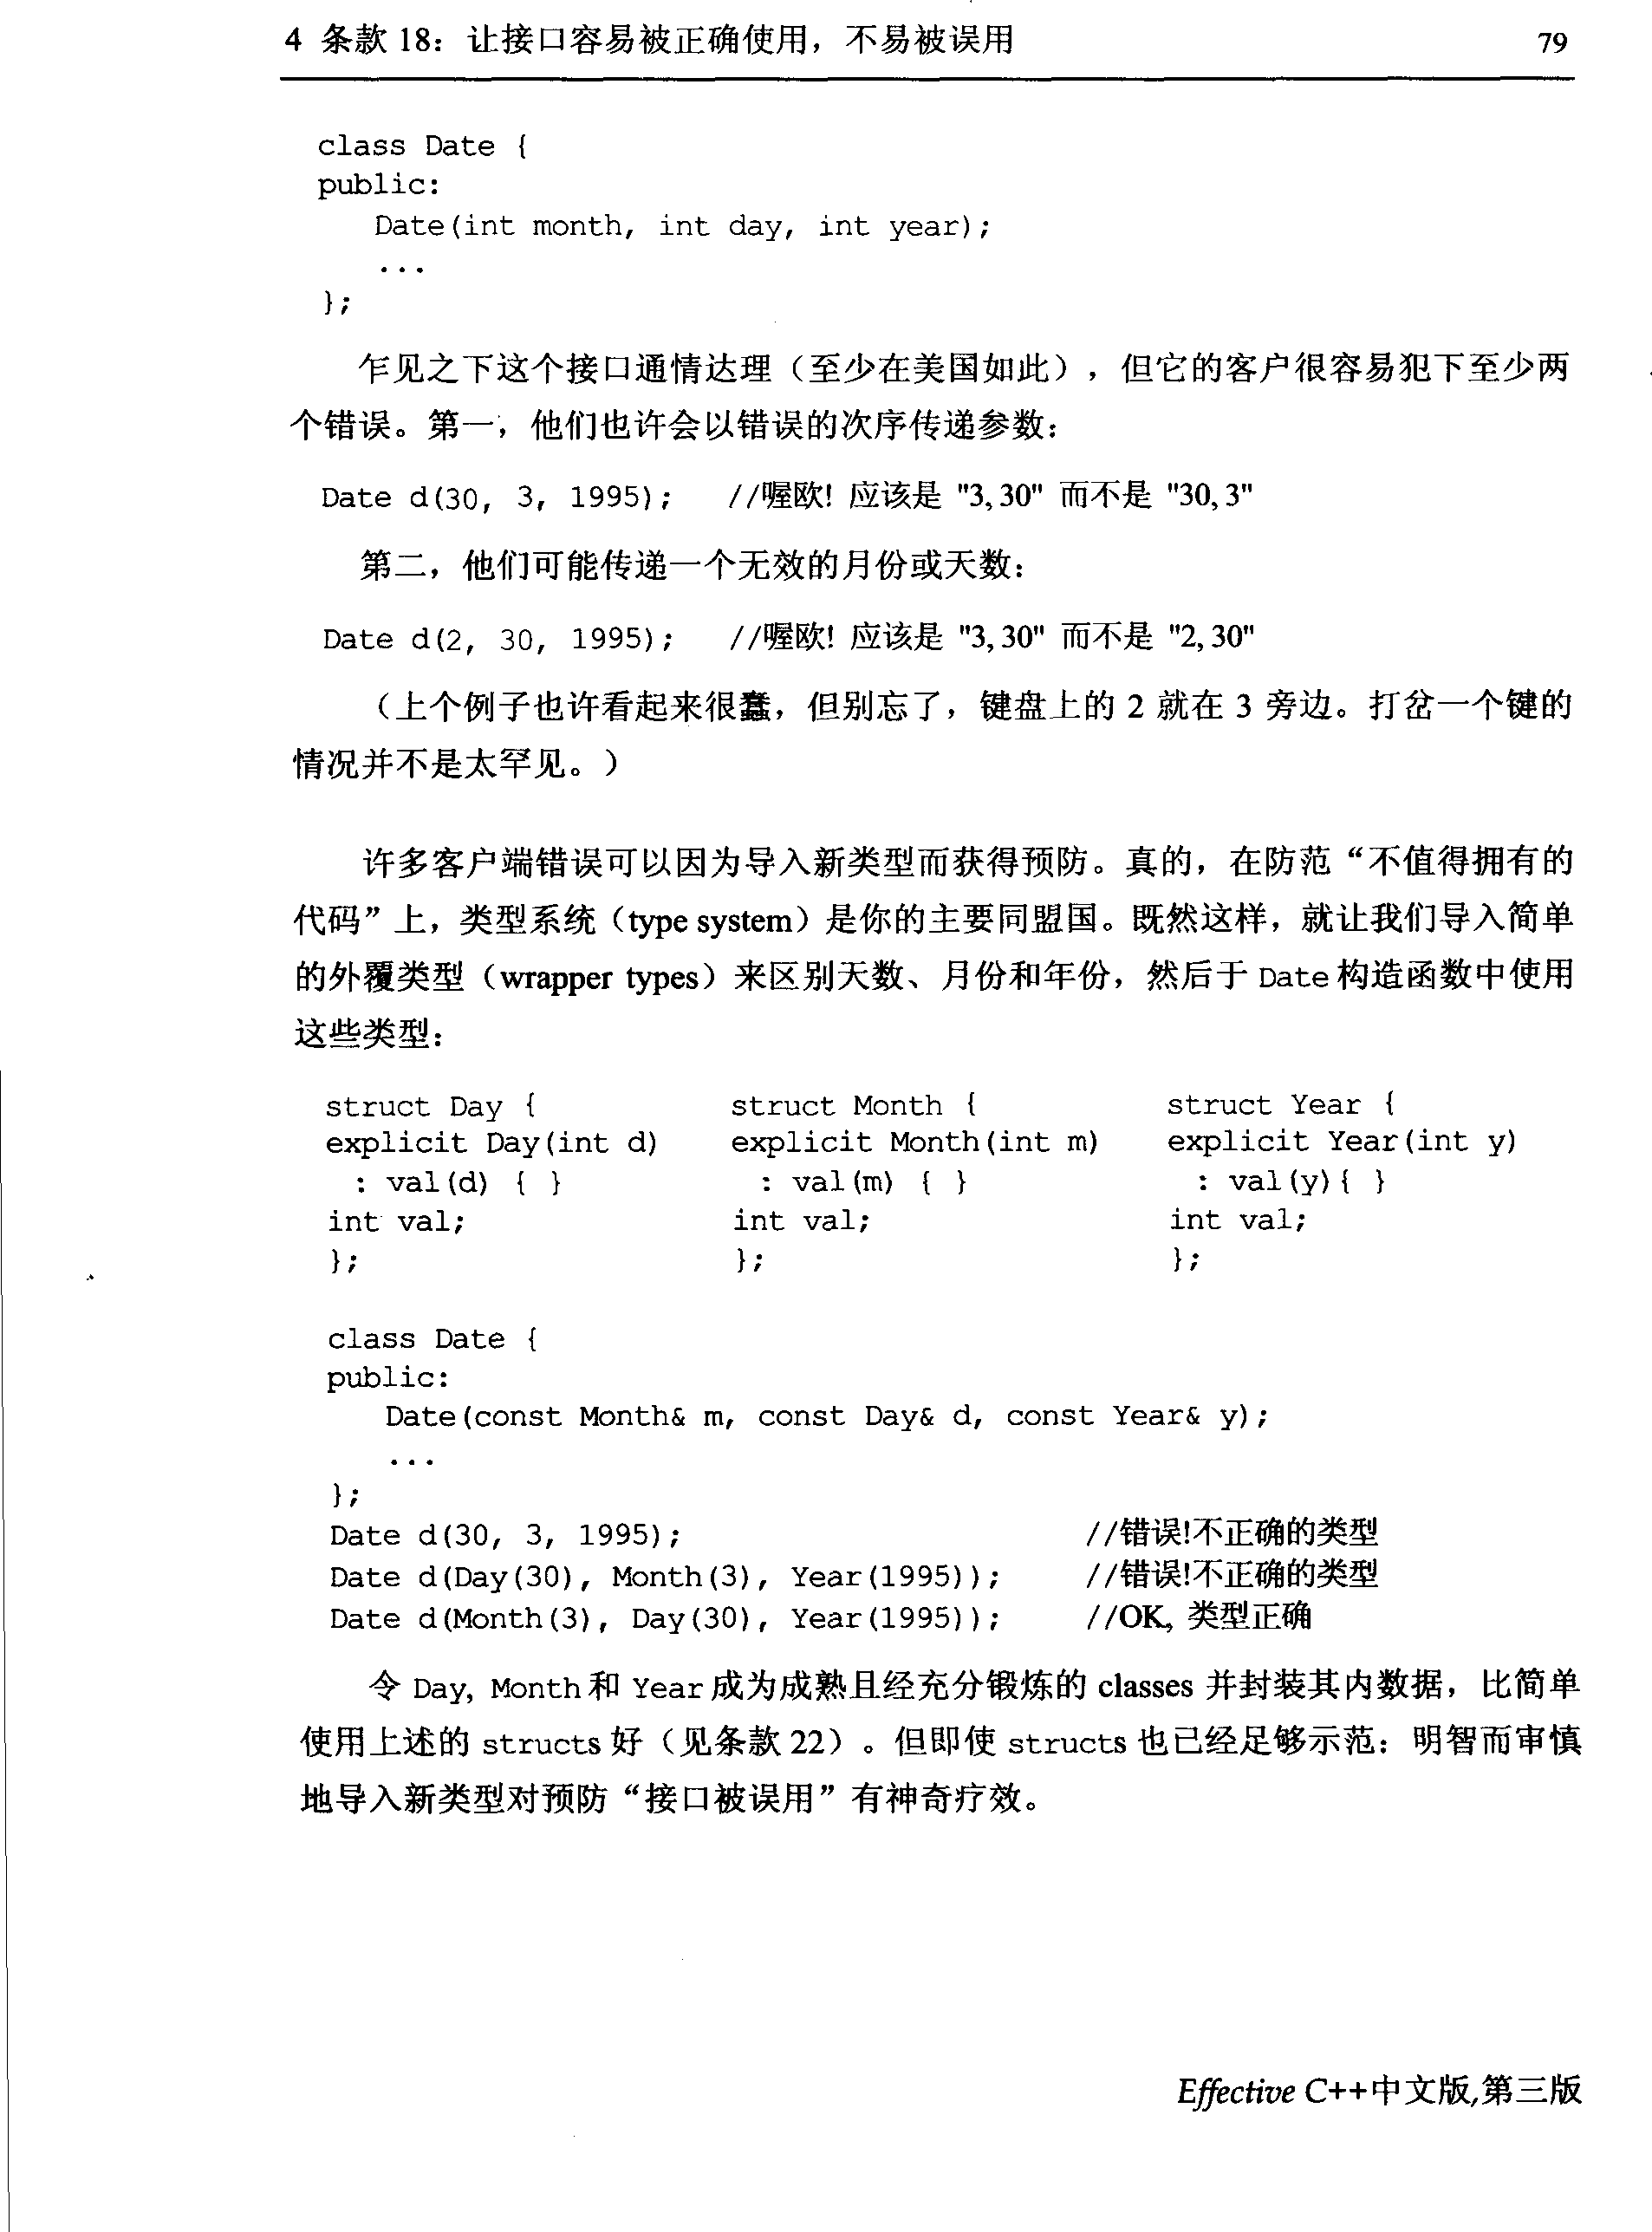 4 条款 18：让接口容易被正确使用，不易被误用 79
class Date {
public:
Date(int month, int day, int year);
...
};
乍见之下这个接口通情达理（至少在美国如此），但它的客户很容易犯下至少两
个错误。第一，他们也许会以错误的次序传递参数：
Date d(30, 3, 1995); //喔欧! 应该是 "3, 30" 而不是 "30, 3"
第二，他们可能传递一个无效的月份或天数：
Date d(2, 30, 1995); //喔欧! 应该是 "3, 30" 而不是 "2, 30"
（上个例子也许看起来很蠢，但别忘了，键盘上的 2 就在 3 旁边。打岔一个键的
情况并不是太罕见。）
许多客户端错误可以因为导入新类型而获得预防。真的，在防范“不值得拥有的
代码”上，类型系统（type system）是你的主要同盟国。既然这样，就让我们导入简单
的外覆类型（wrapper types）来区别天数、月份和年份，然后于 Date 构造函数中使用
这些类型：
struct Day { struct Month { struct Year {
explicit Day(int d) explicit Month(int m) explicit Year(int y)
: val(d) { } : val(m) { } : val(y){ }
int val; int val; int val;
}; }; };
class Date {
public:
Date(const Month& m, const Day& d, const Year& y);
...
};
Date d(30, 3, 1995); //错误!不正确的类型
Date d(Day(30), Month(3), Year(1995)); //错误!不正确的类型
Date d(Month(3), Day(30), Year(1995)); //OK, 类型正确
令 Day, Month 和 Year 成为成熟且经充分锻炼的 classes 并封装其内数据，比简单
使用上述的 structs 好（见条款 22）。但即使 structs 也已经足够示范：明智而审慎
地导入新类型对预防“接口被误用”有神奇疗效。
Effective C++中文版,第三版